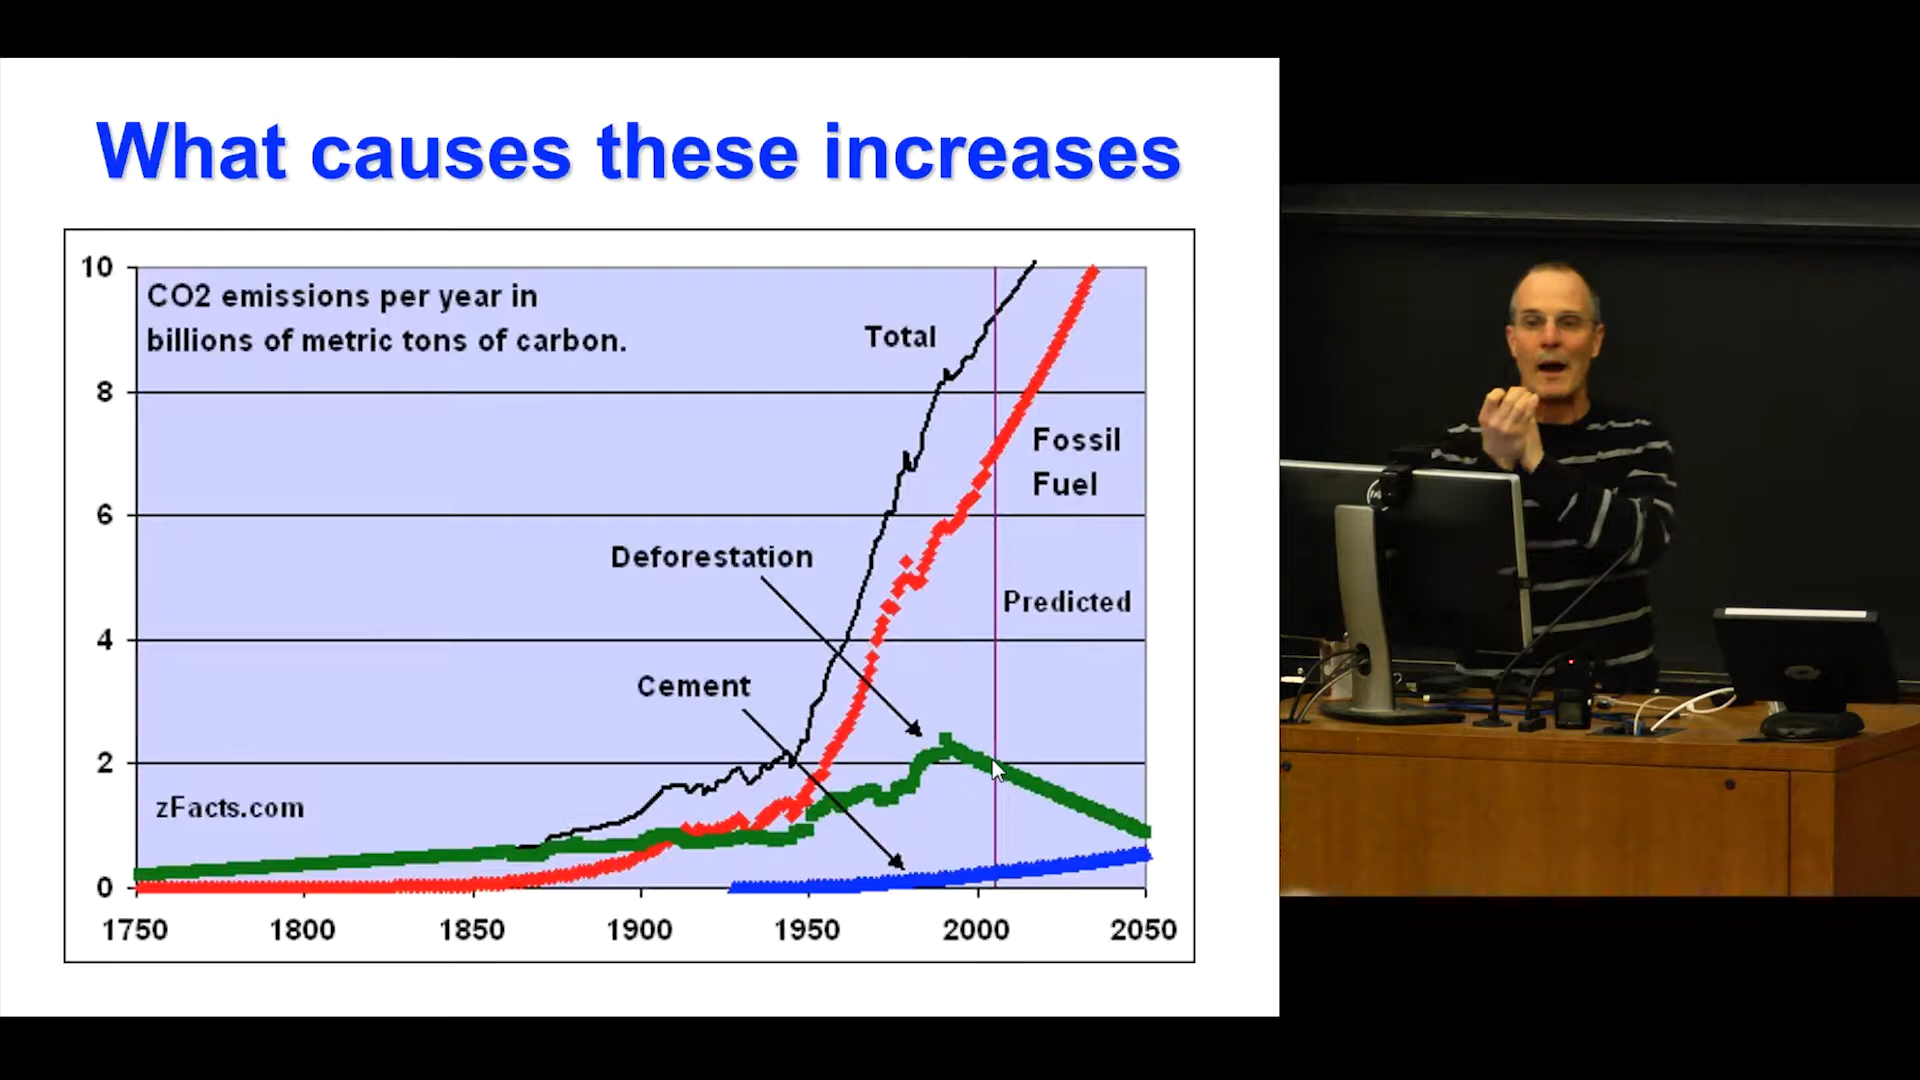 What causes these increases
10
CO2 emissions per year in
billions of metric tons of carbon.
Total
8
Fossil
Fuel
6
Deforestation
Predicted
4
Cement
2
zFacts.com
0
1750 1800 1850 1900 1950 2000 2050